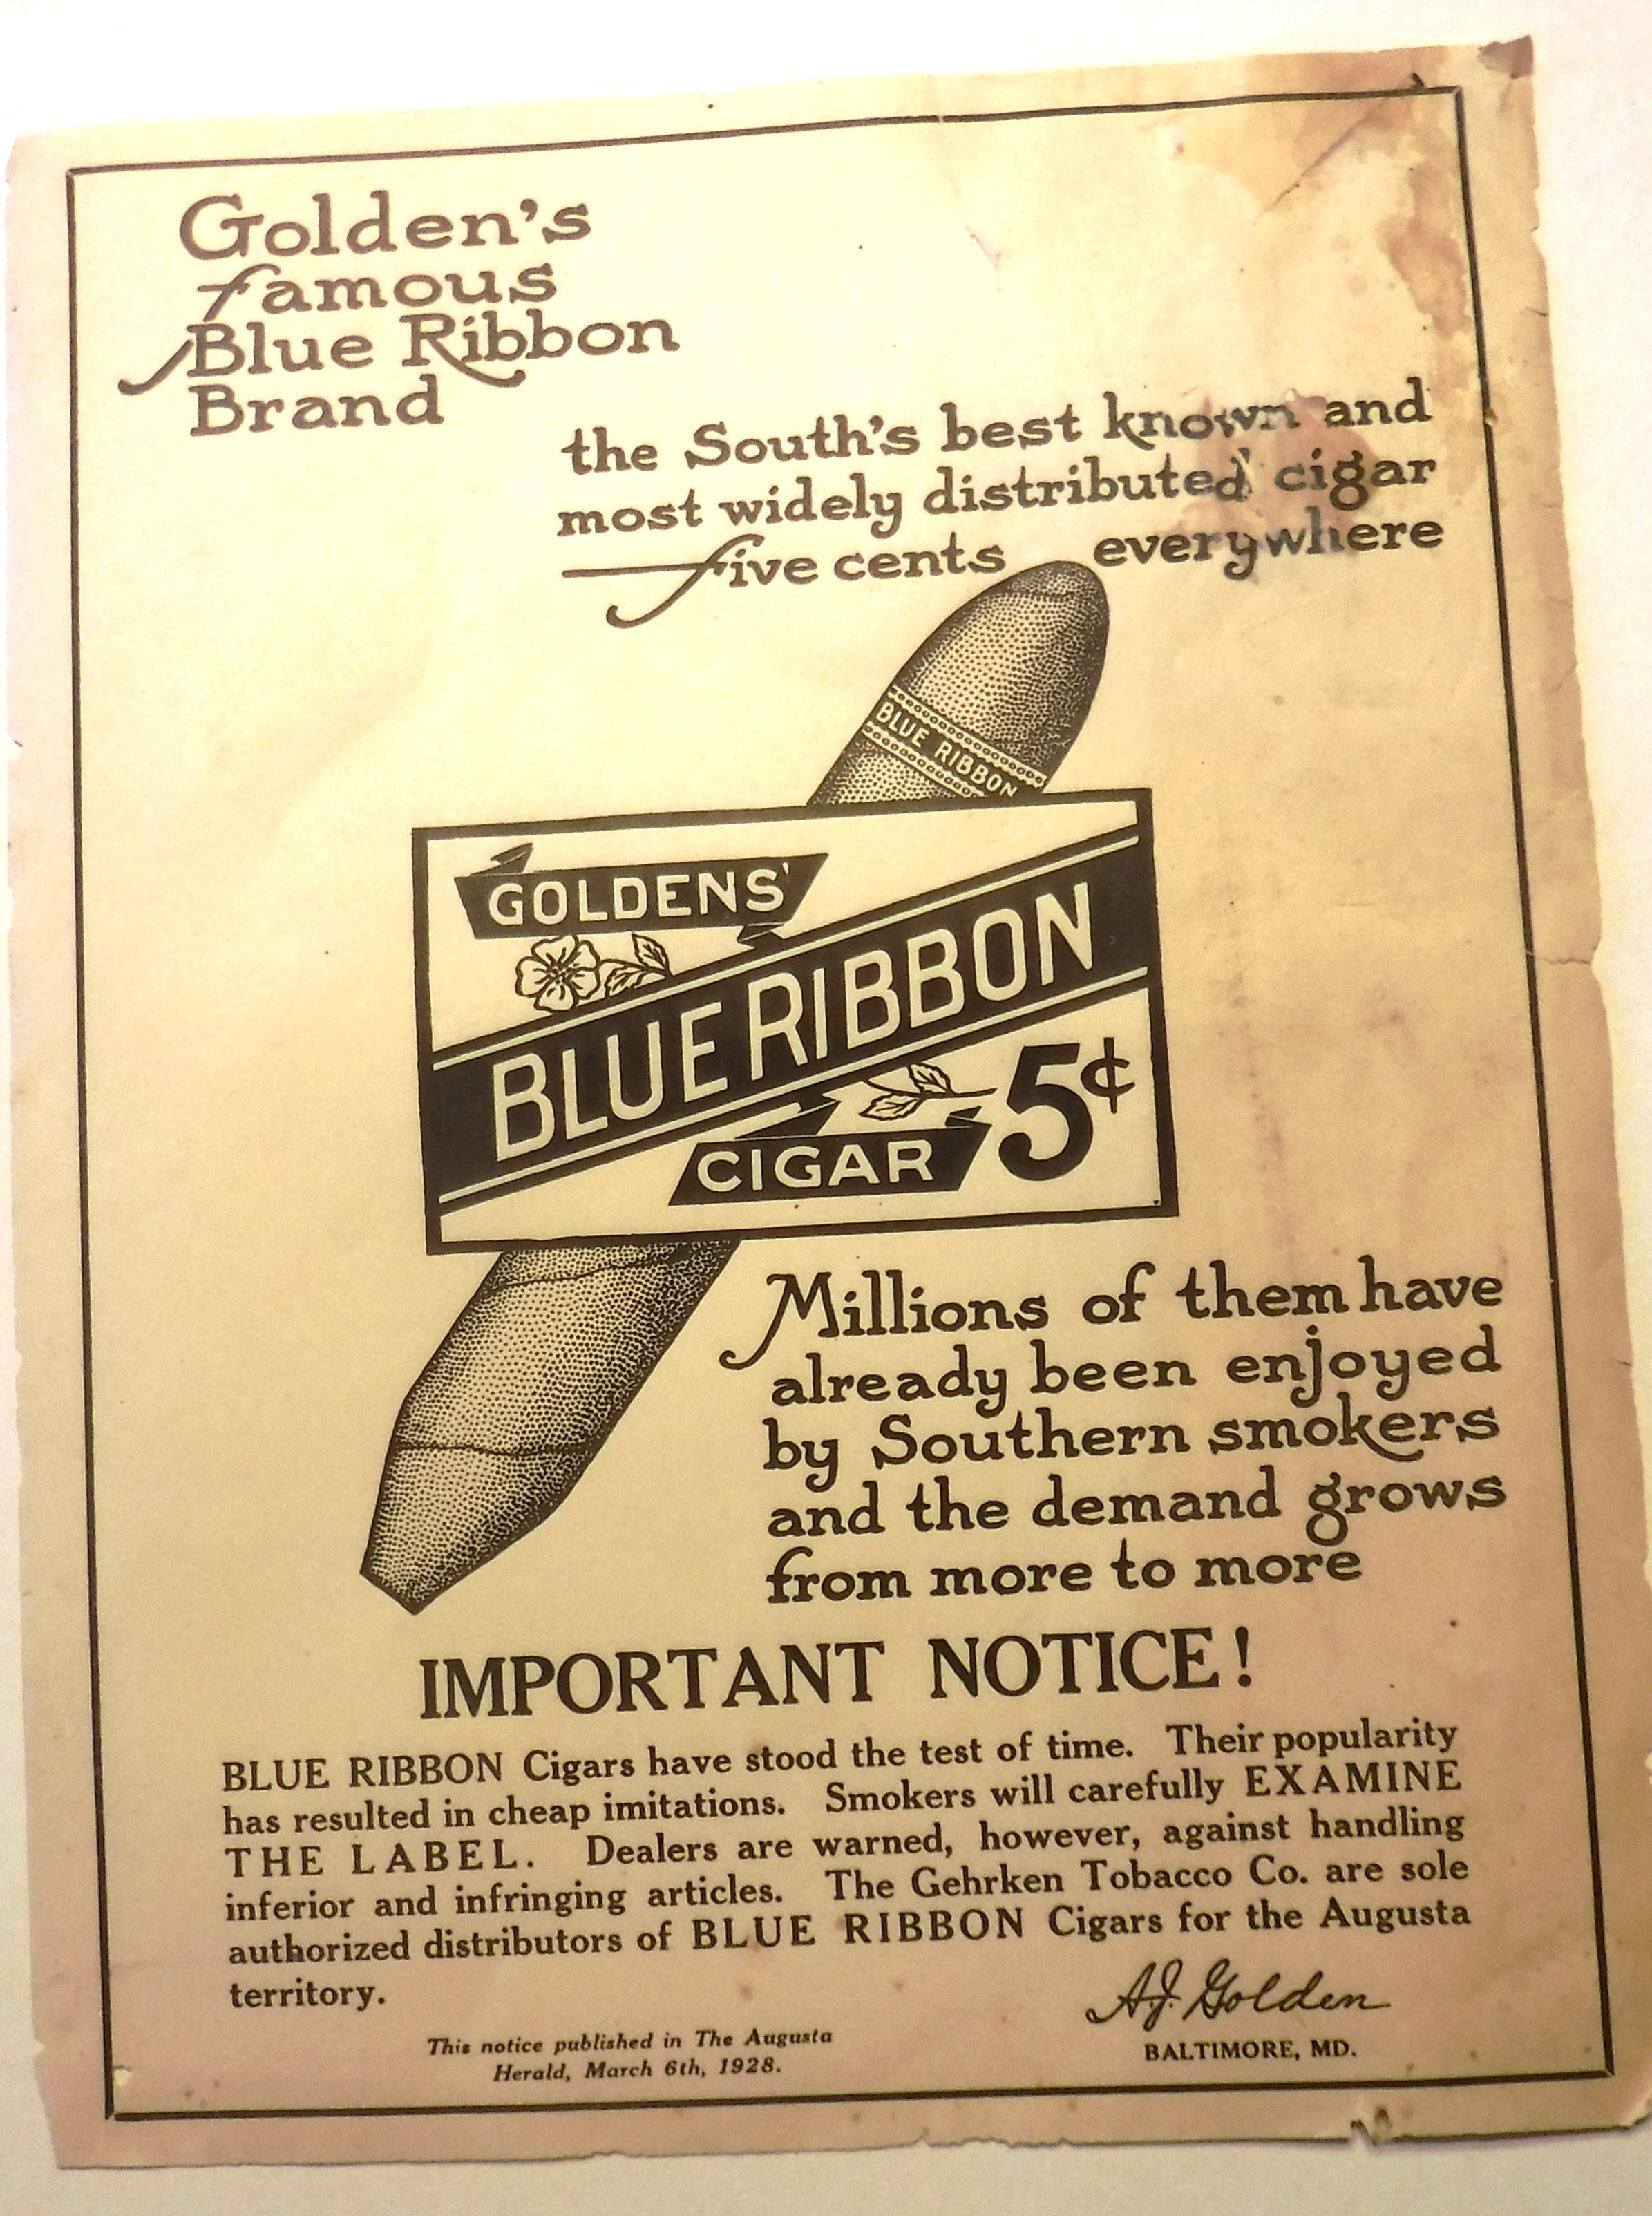 Golden's
famous
Blue Ribbon
Brand
the South's best known and
most widely distributed cigar
—five cents everywhere
BLUE RIBBON
GOLDENS'
BLUE RIBBON
CIGAR
5¢
Millions of them have
already been enjoyed
by Southern smokers
and the demand grows
from more to more
IMPORTANT NOTICE!
BLUE RIBBON Cigars have stood the test of time. Their popularity
has resulted in cheap imitations. Smokers will carefully EXAMINE
THE LABEL. Dealers are warned, however, against handling
inferior and infringing articles. The Gehrken Tobacco Co. are sole
authorized distributors of BLUE RIBBON Cigars for the Augusta
territory.
A.J. Golden
BALTIMORE, MD.
This notice published in The Augusta
Herald, March 6th, 1928.